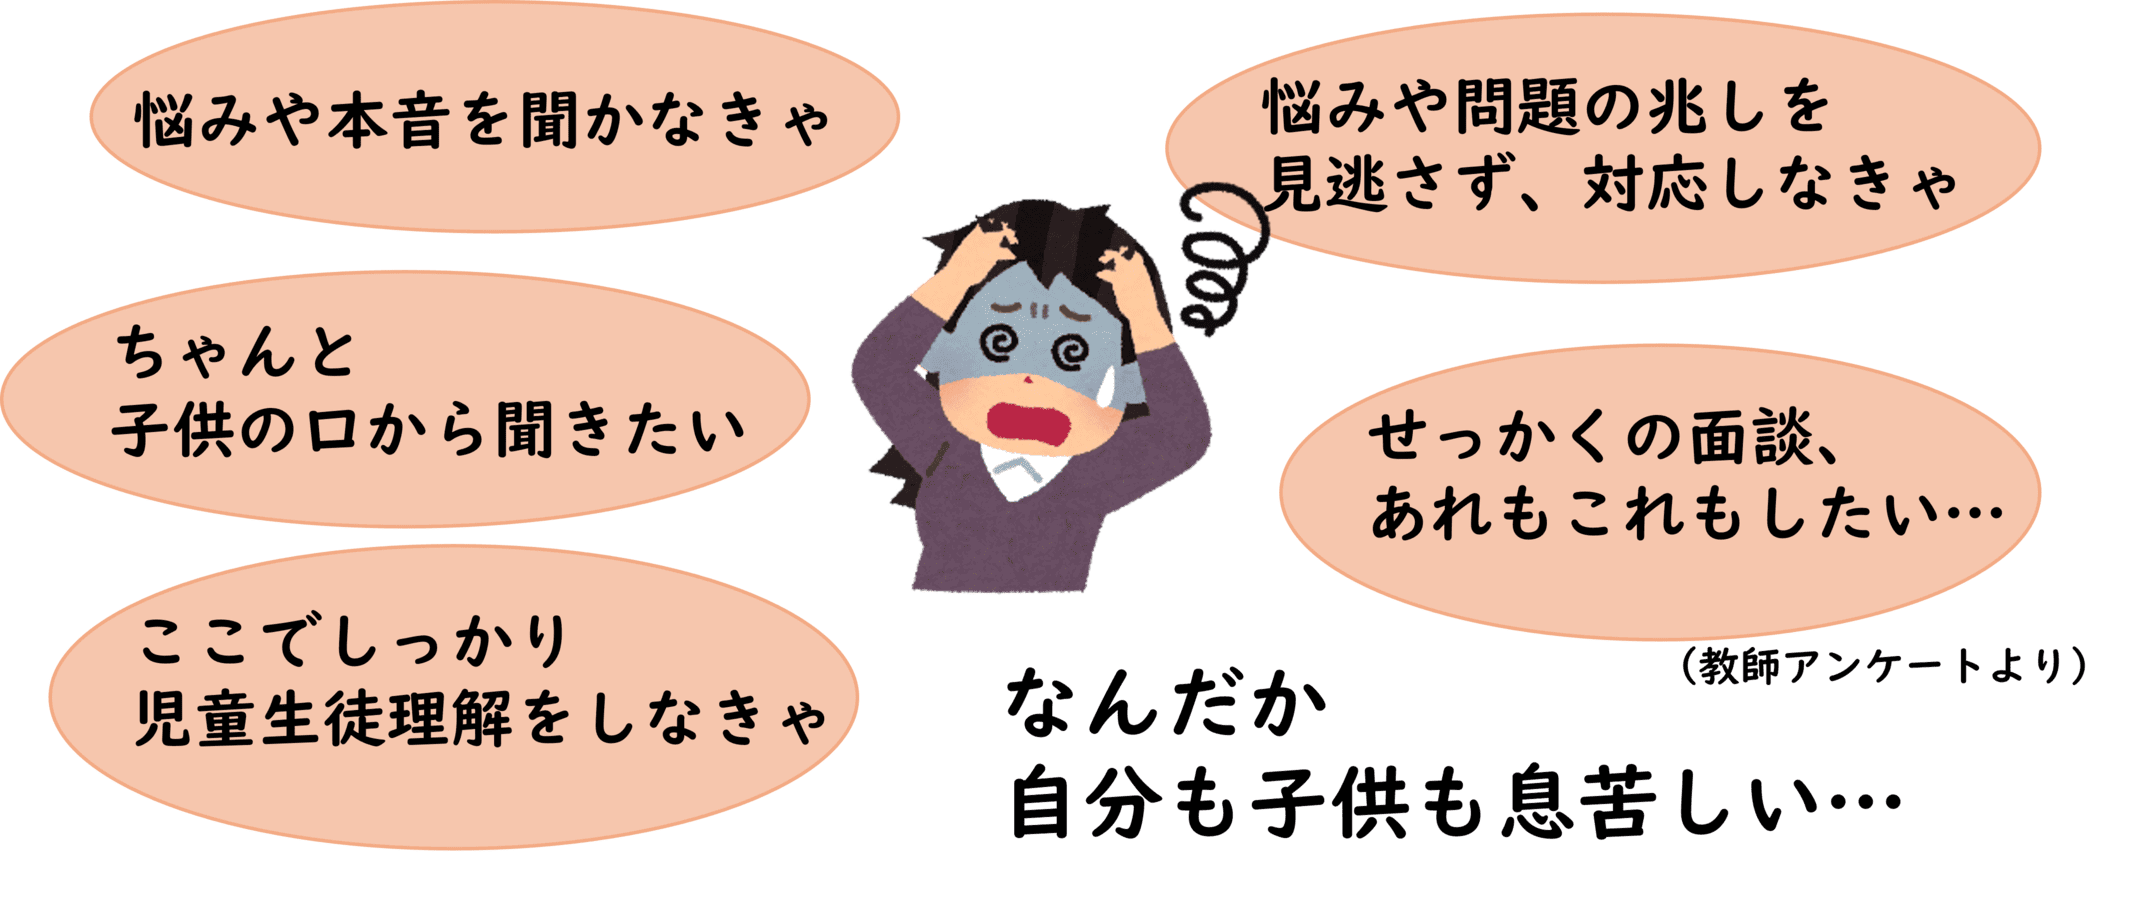 悩みや本音を聞かなきゃ
悩みや問題の兆しを
見逃さず、対応しなきゃ
ちゃんと
子供の口から聞きたい
せっかくの面談、
あれもこれもしたい…
ここでしっかり
児童生徒理解をしなきゃ
（教師アンケートより）
なんだか
自分も子供も息苦しい…